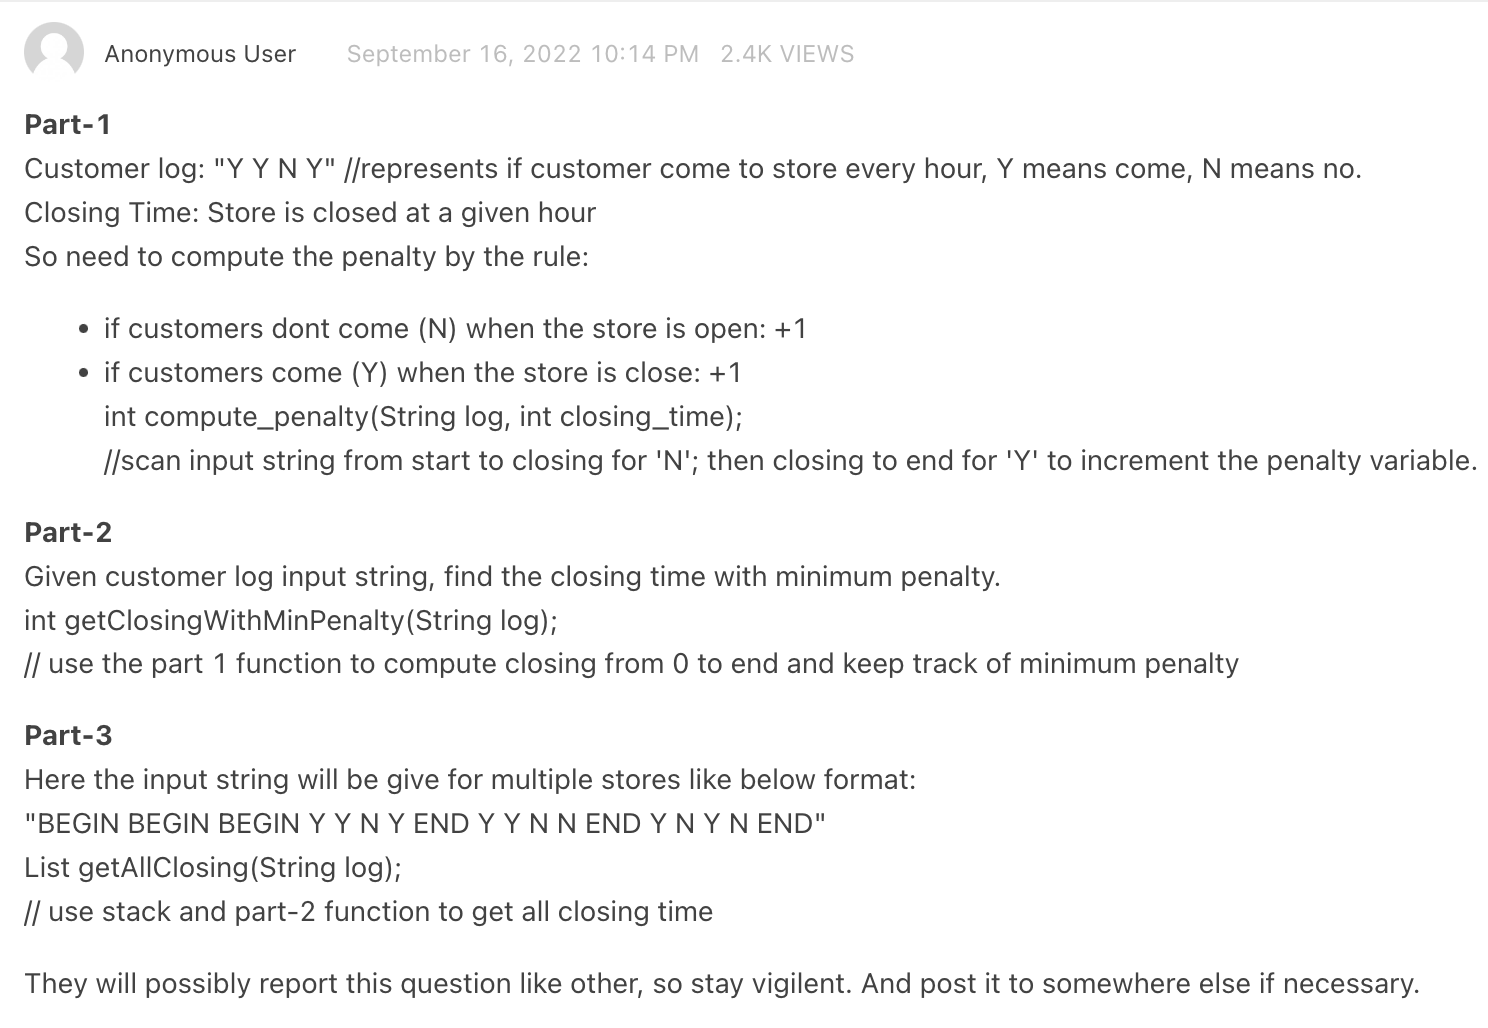 Anonymous User September 16, 2022 10:14 PM 2.4K VIEWS
Part-1
Customer log: "Y Y N Y" //represents if customer come to store every hour, Y means come, N means no.
Closing Time: Store is closed at a given hour
So need to compute the penalty by the rule:
• if customers dont come (N) when the store is open: +1
• if customers come (Y) when the store is close: +1
int compute_penalty(String log, int closing_time);
//scan input string from start to closing for 'N'; then closing to end for 'Y' to increment the penalty variable.
Part-2
Given customer log input string, find the closing time with minimum penalty.
int getClosingWithMinPenalty(String log);
// use the part 1 function to compute closing from 0 to end and keep track of minimum penalty
Part-3
Here the input string will be give for multiple stores like below format:
"BEGIN BEGIN BEGIN Y Y N Y END Y Y N N END Y N Y N END"
List getAllClosing(String log);
// use stack and part-2 function to get all closing time
They will possibly report this question like other, so stay vigilent. And post it to somewhere else if necessary.